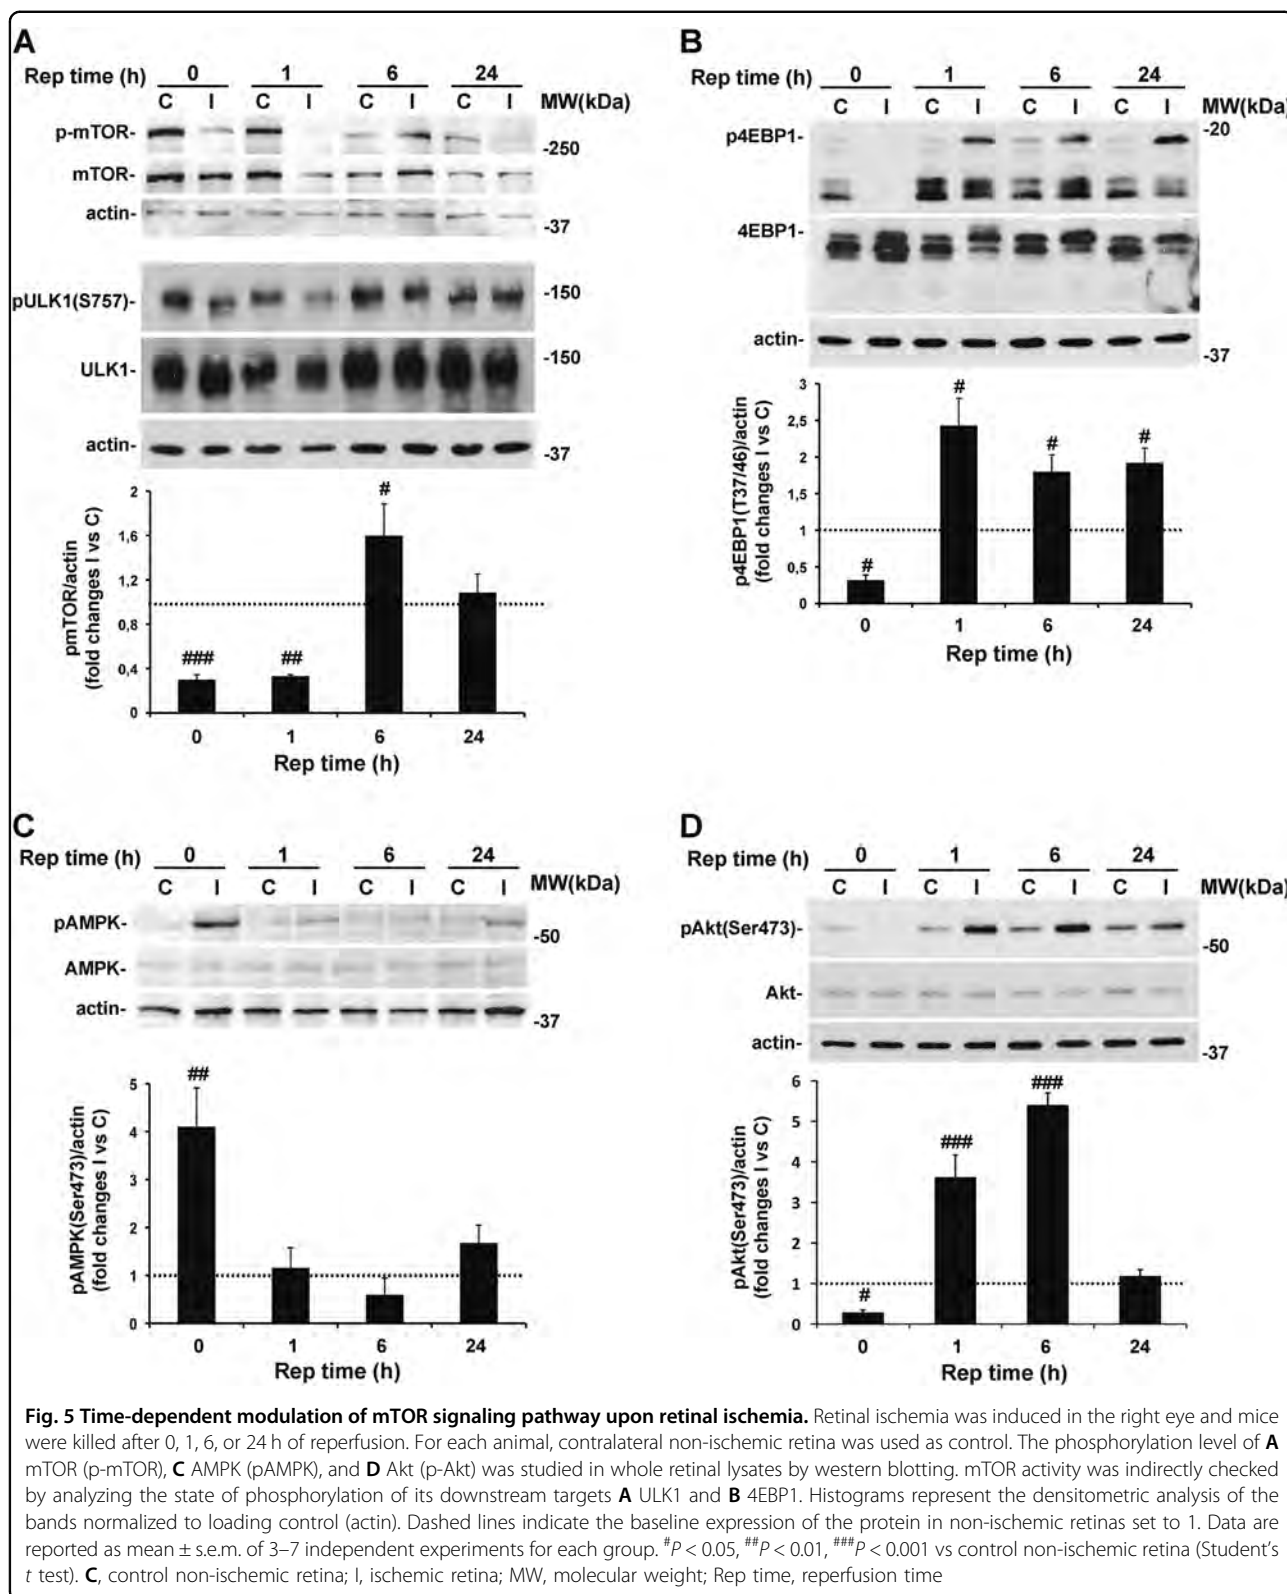 A
Rep time (h) 0 1 6 24
C I C I C I C I MW(kDa)
p-mTOR-
-250
mTOR-
actin-
-37
pULK1(S757)- -150
ULK1- -150
actin- -37
pmTOR/actin
(fold changes I vs C)
2
1,6
1,2
0,8
0,4
0
### ## #
0 1 6 24
Rep time (h)
B
Rep time (h) 0 1 6 24
C I C I C I C I MW(kDa)
p4EBP1- -20
4EBP1-
actin-
-37
p4EBP1(T37/46)/actin
(fold changes I vs C)
3
2,5
2
1,5
1
0,5
0
# # # #
0 1 6 24
Rep time (h)
C
Rep time (h) 0 1 6 24
C I C I C I C I MW(kDa)
pAMPK-
-50
AMPK-
actin-
-37
pAMPK(Ser473)/actin
(fold changes I vs C)
5
4
3
2
1
0
##
0 1 6 24
Rep time (h)
D
Rep time (h) 0 1 6 24
C I C I C I C I MW(kDa)
pAkt(Ser473)-
-50
Akt-
actin-
-37
pAkt(Ser473)/actin
(fold changes I vs C)
6
5
4
3
2
1
0
# ### ###
0 1 6 24
Rep time (h)
Fig. 5 Time-dependent modulation of mTOR signaling pathway upon retinal ischemia. Retinal ischemia was induced in the right eye and mice
were killed after 0, 1, 6, or 24 h of reperfusion. For each animal, contralateral non-ischemic retina was used as control. The phosphorylation level of A
mTOR (p-mTOR), C AMPK (pAMPK), and D Akt (p-Akt) was studied in whole retinal lysates by western blotting. mTOR activity was indirectly checked
by analyzing the state of phosphorylation of its downstream targets A ULK1 and B 4EBP1. Histograms represent the densitometric analysis of the
bands normalized to loading control (actin). Dashed lines indicate the baseline expression of the protein in non-ischemic retinas set to 1. Data are
reported as mean ± s.e.m. of 3–7 independent experiments for each group. #P < 0.05, ##P < 0.01, ###P < 0.001 vs control non-ischemic retina (Student's
t test). C, control non-ischemic retina; I, ischemic retina; MW, molecular weight; Rep time, reperfusion time